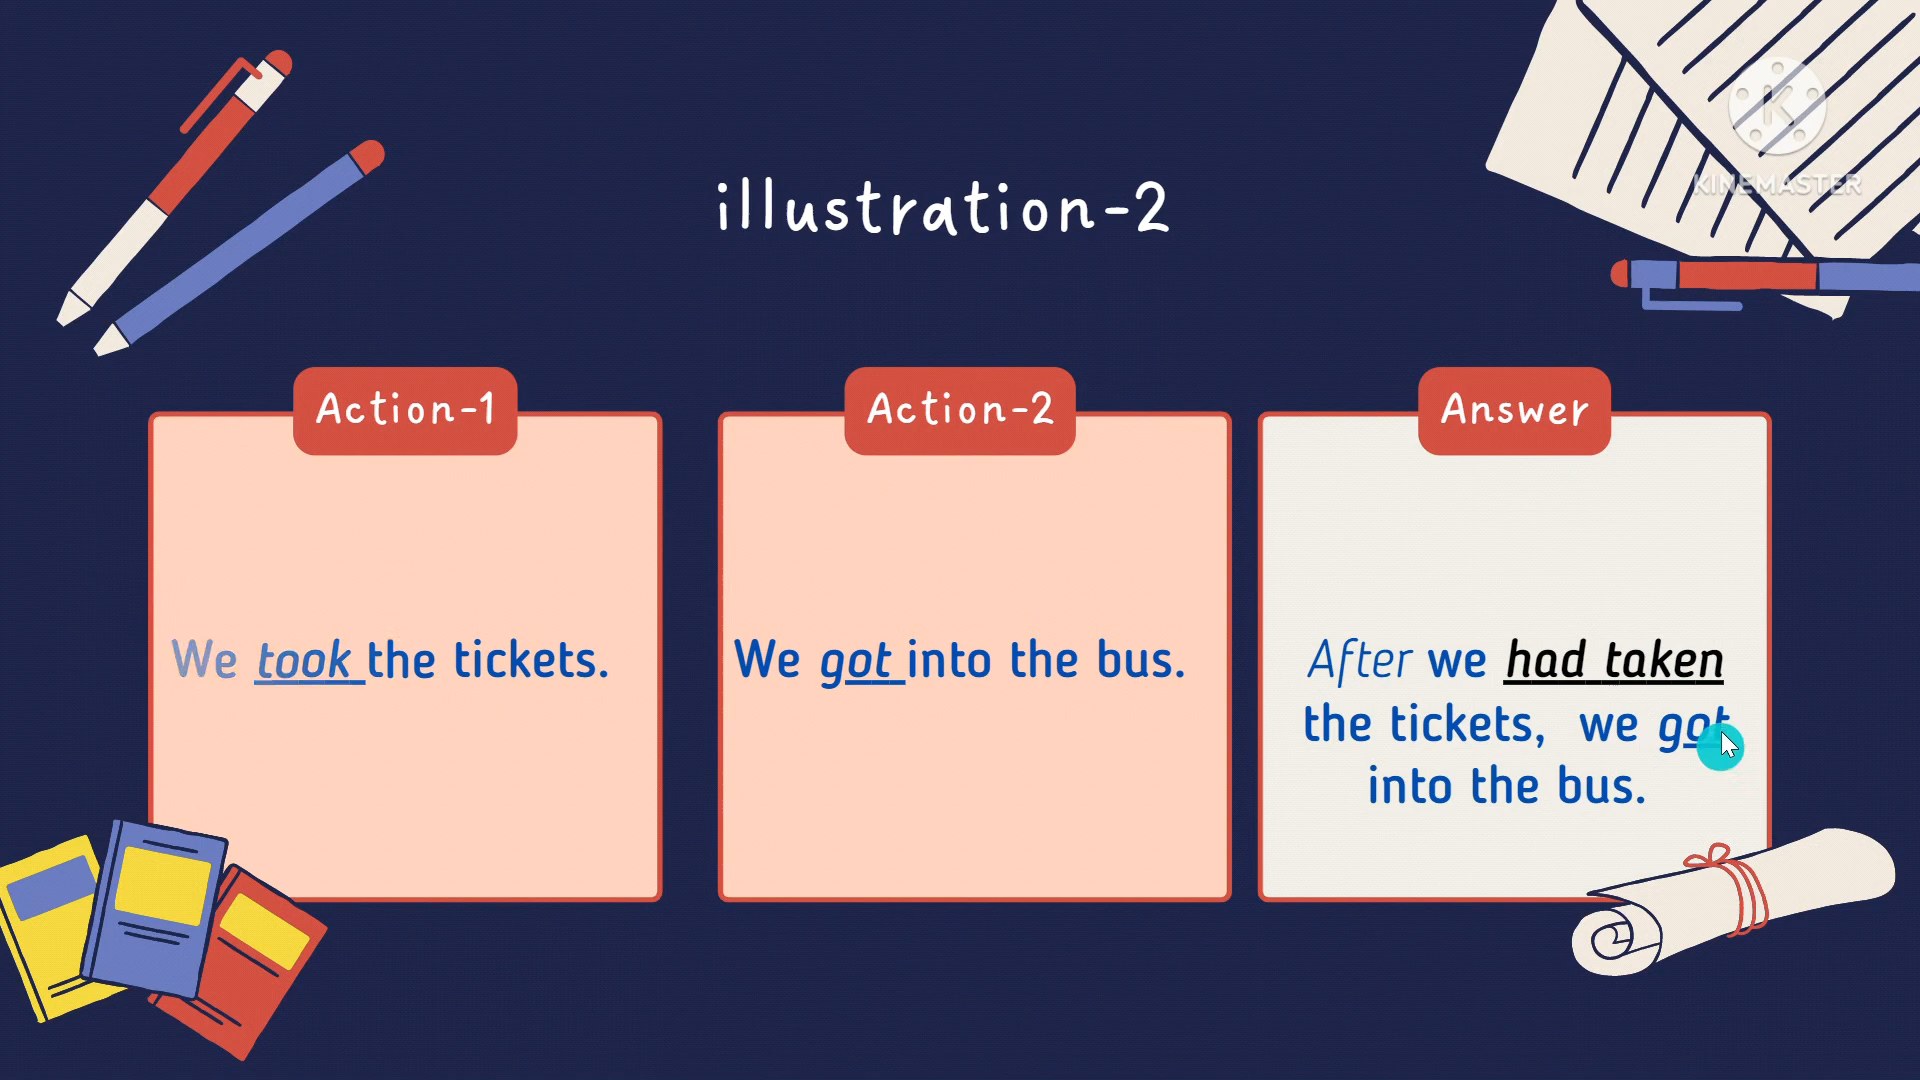 KINEMASTER
illustration-2
Action-1
We took the tickets.
Action-2
We got into the bus.
Answer
After we had taken
the tickets, we got
into the bus.